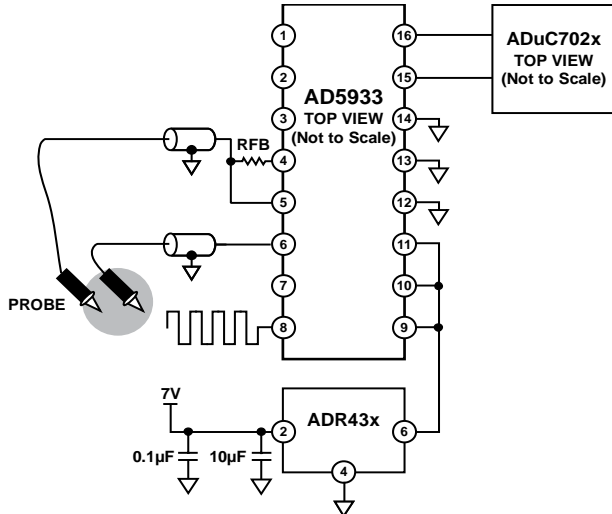 1
16
ADuC702x
TOP VIEW
(Not to Scale)
2
15
AD5933
TOP VIEW
(Not to Scale)
3
14
RFB
4
13
5
12
6
11
7
10
PROBE
8
9
7V
ADR43x
2
6
0.1µF
10µF
4